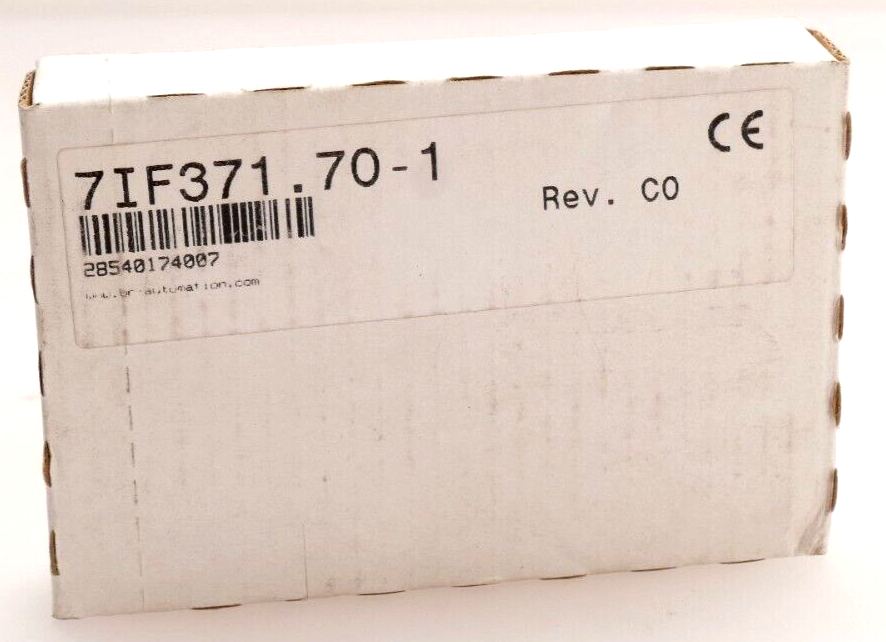 7IF371.70-1
CE
Rev. C0
28540174007
www.br-automation.com